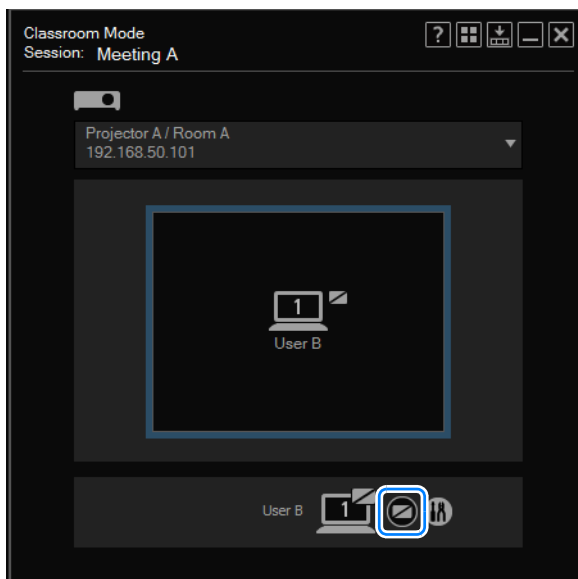 Classroom Mode
Session: Meeting A
?
Projector A / Room A
192.168.50.101
1
User B
User B
1